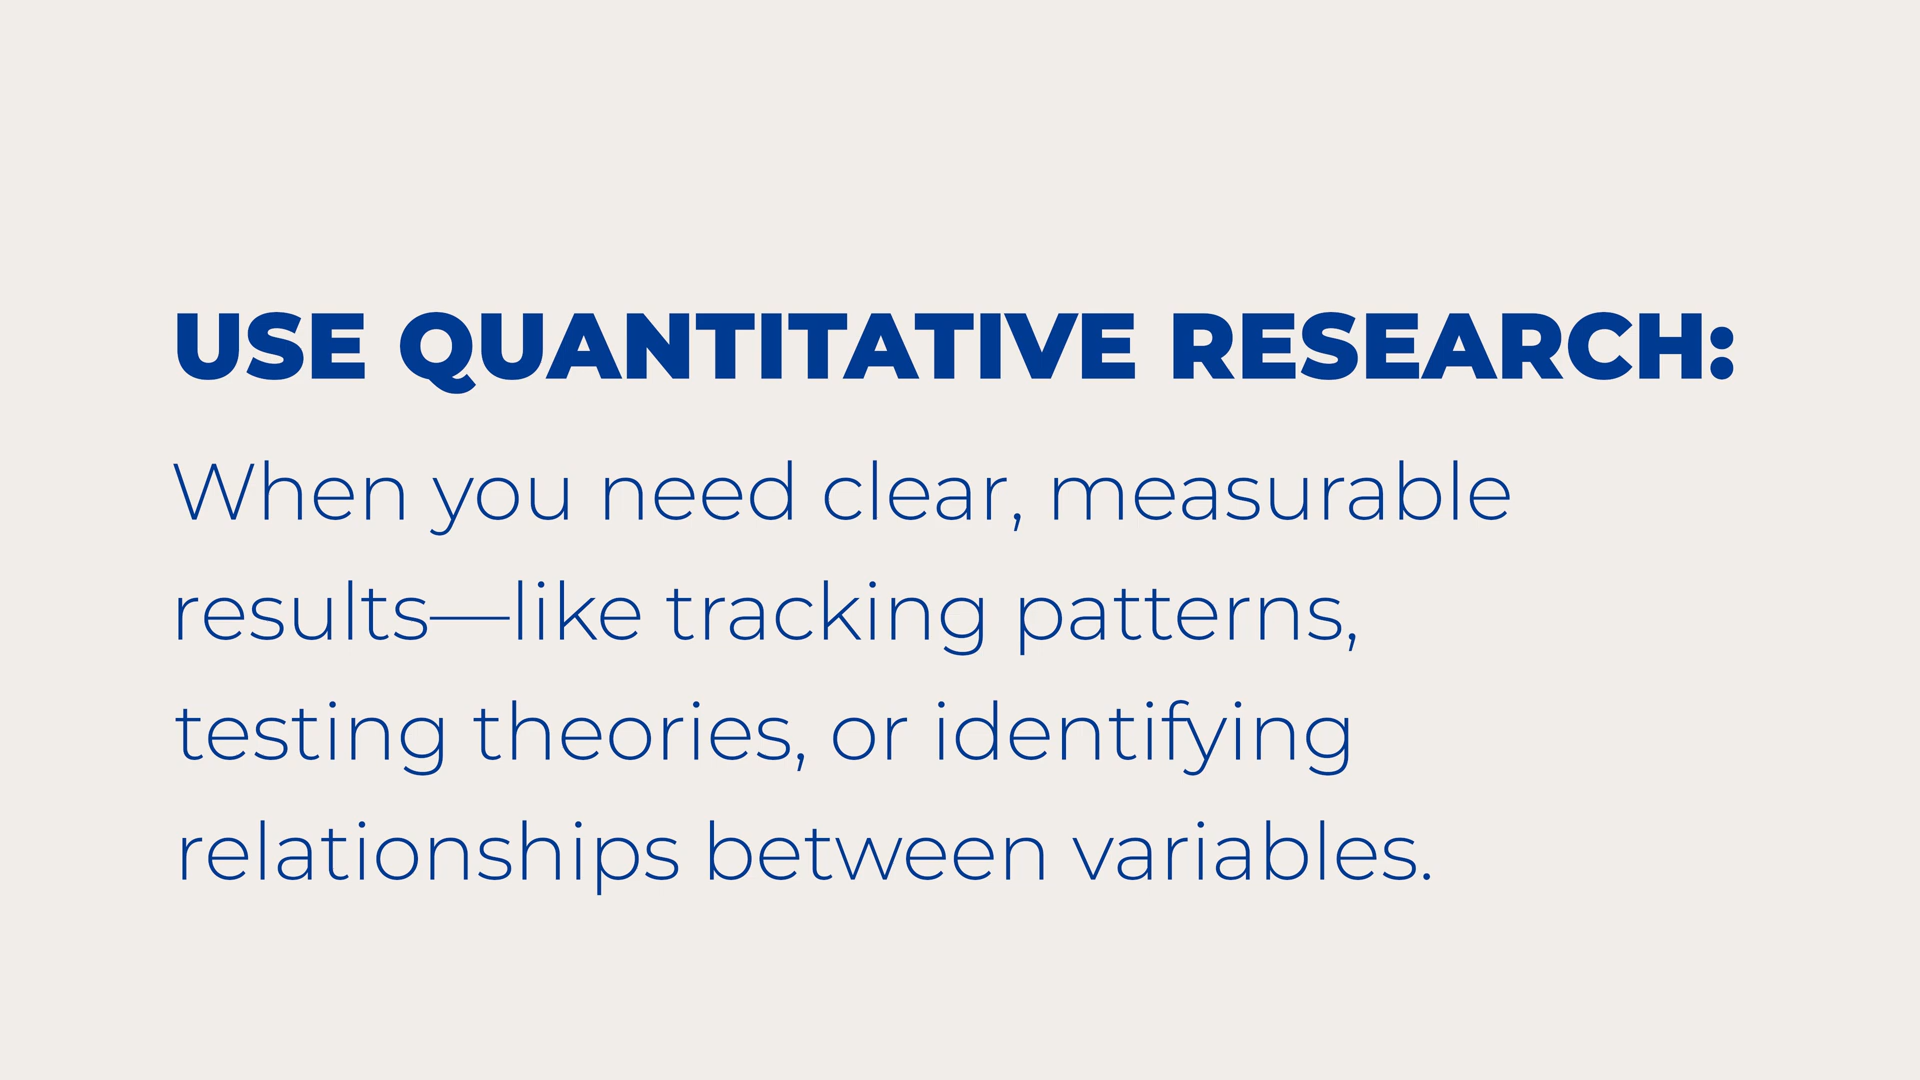 USE QUANTITATIVE RESEARCH:
When you need clear, measurable
results—like tracking patterns,
testing theories, or identifying
relationships between variables.